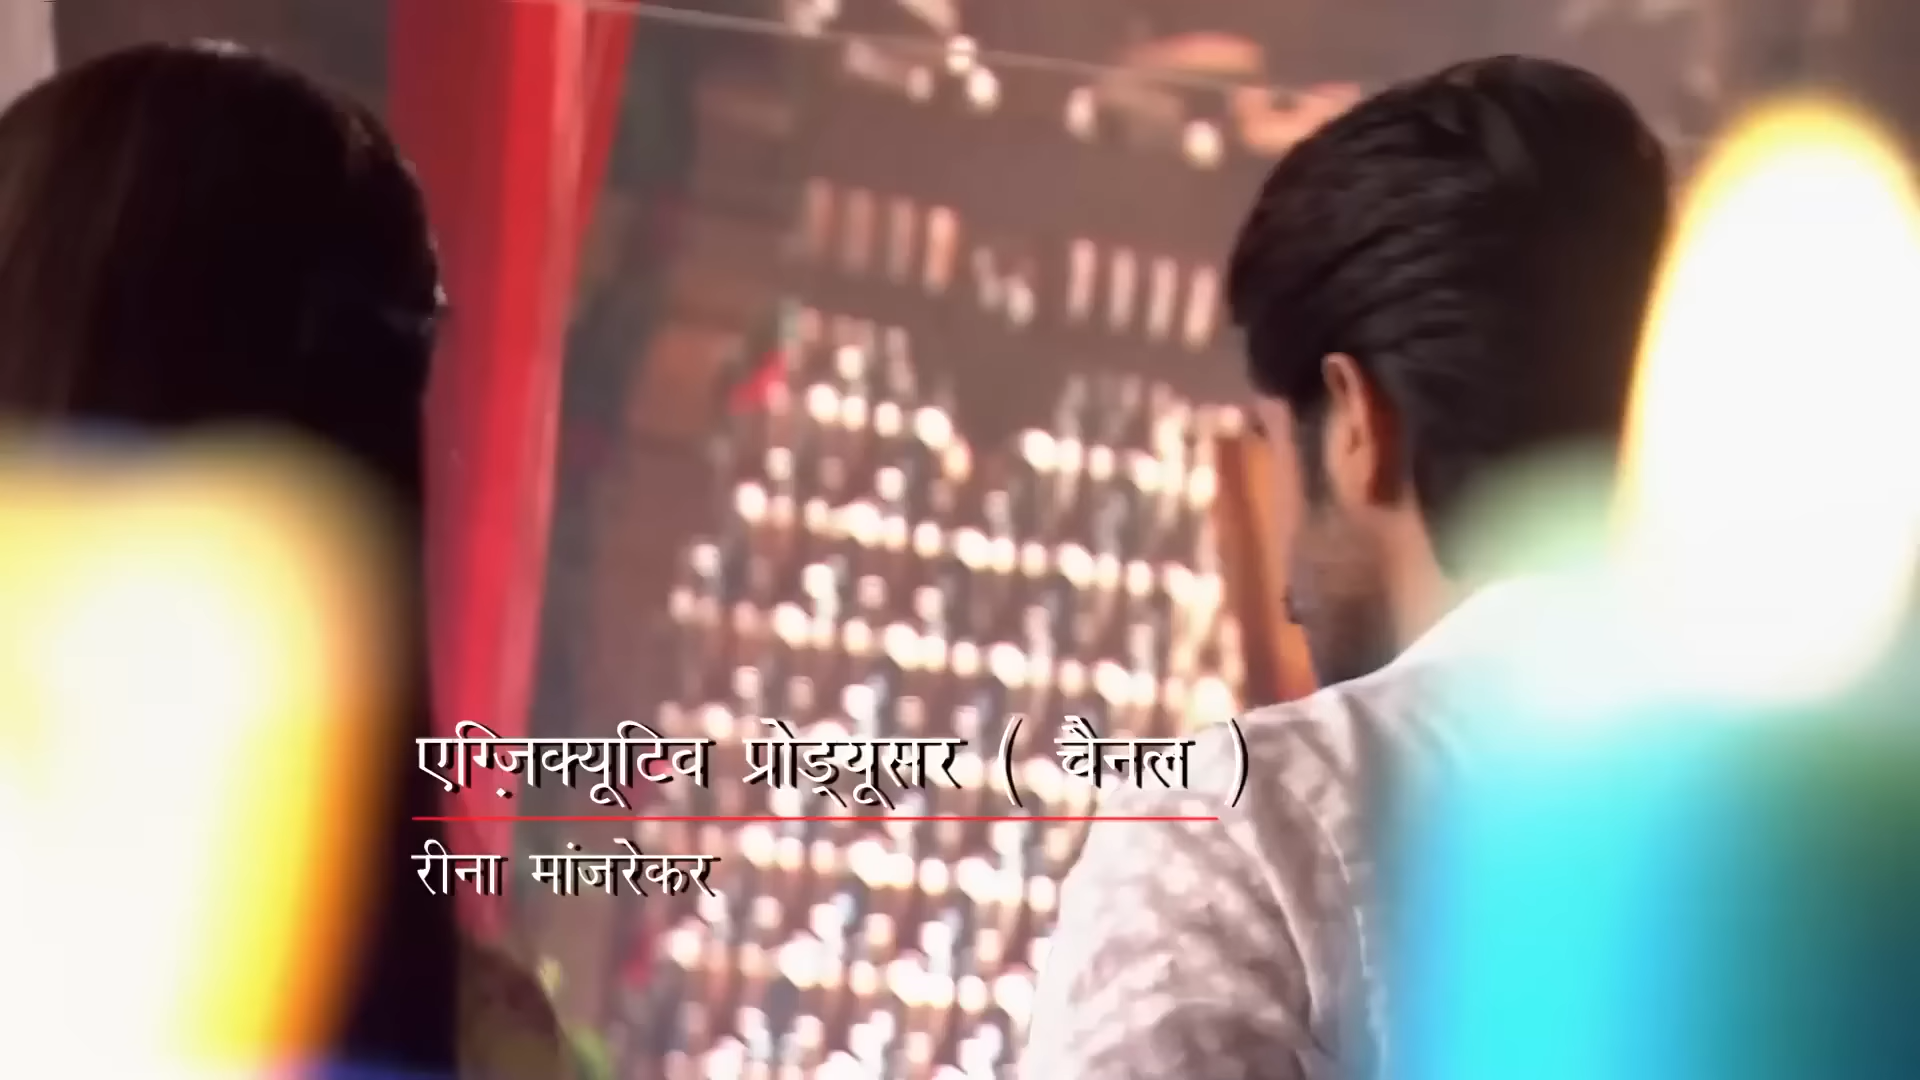 एग्ज़िक्यूटिव प्रोड्यूसर ( चैनल )
रीना मांजरेकर